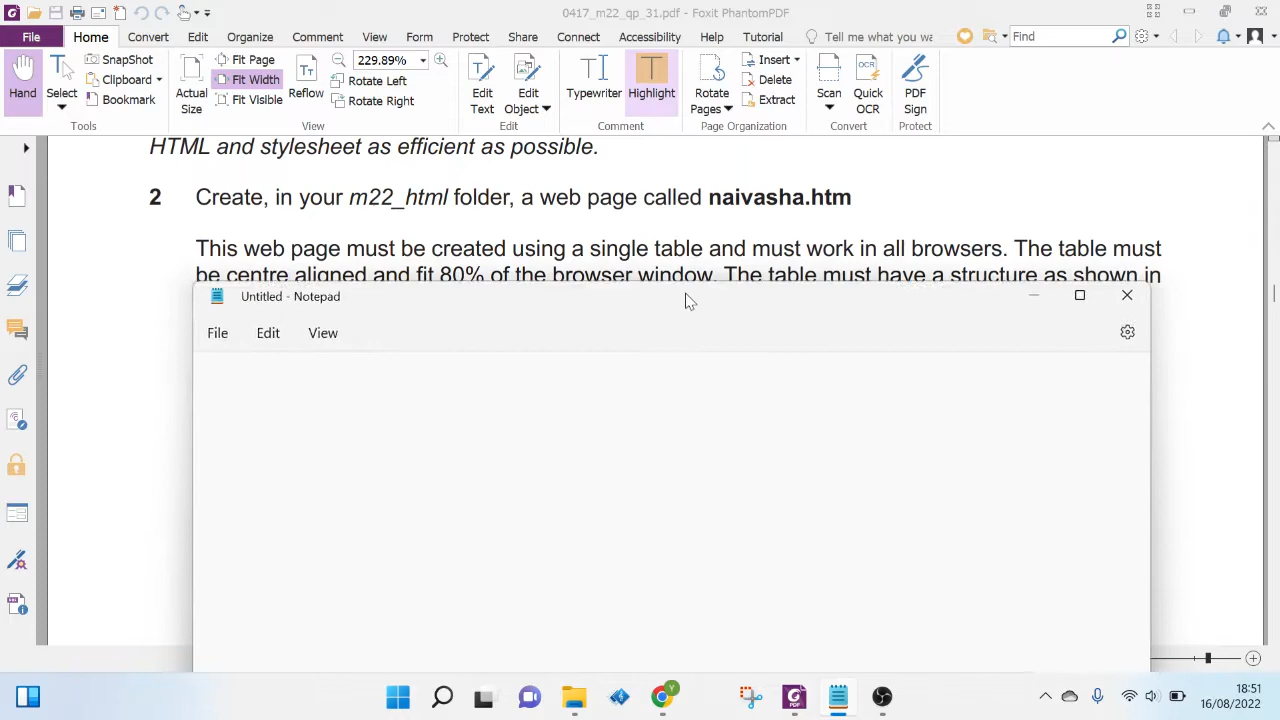 0417_m22_qp_31.pdf - Foxit PhantomPDF
File Home Convert Edit Organize Comment View Form Protect Share Connect Accessibility Help Tutorial Tell me what you wa Find
Hand
Select
SnapShot
Clipboard
Bookmark
Tools
Actual Size
Fit Page
Fit Width
Fit Visible
Reflow
229.89%
Rotate Left
Rotate Right
View
Edit Text
Edit Object
Edit
Typewriter
Highlight
Comment
Rotate Pages
Insert
Delete
Extract
Page Organization
Scan
Quick OCR
Convert
PDF Sign
Protect
HTML and stylesheet as efficient as possible.
2 Create, in your m22_html folder, a web page called naivasha.htm
This web page must be created using a single table and must work in all browsers. The table must
be centre aligned and fit 80% of the browser window. The table must have a structure as shown in
Untitled - Notepad
File Edit View
18:51
16/08/2022